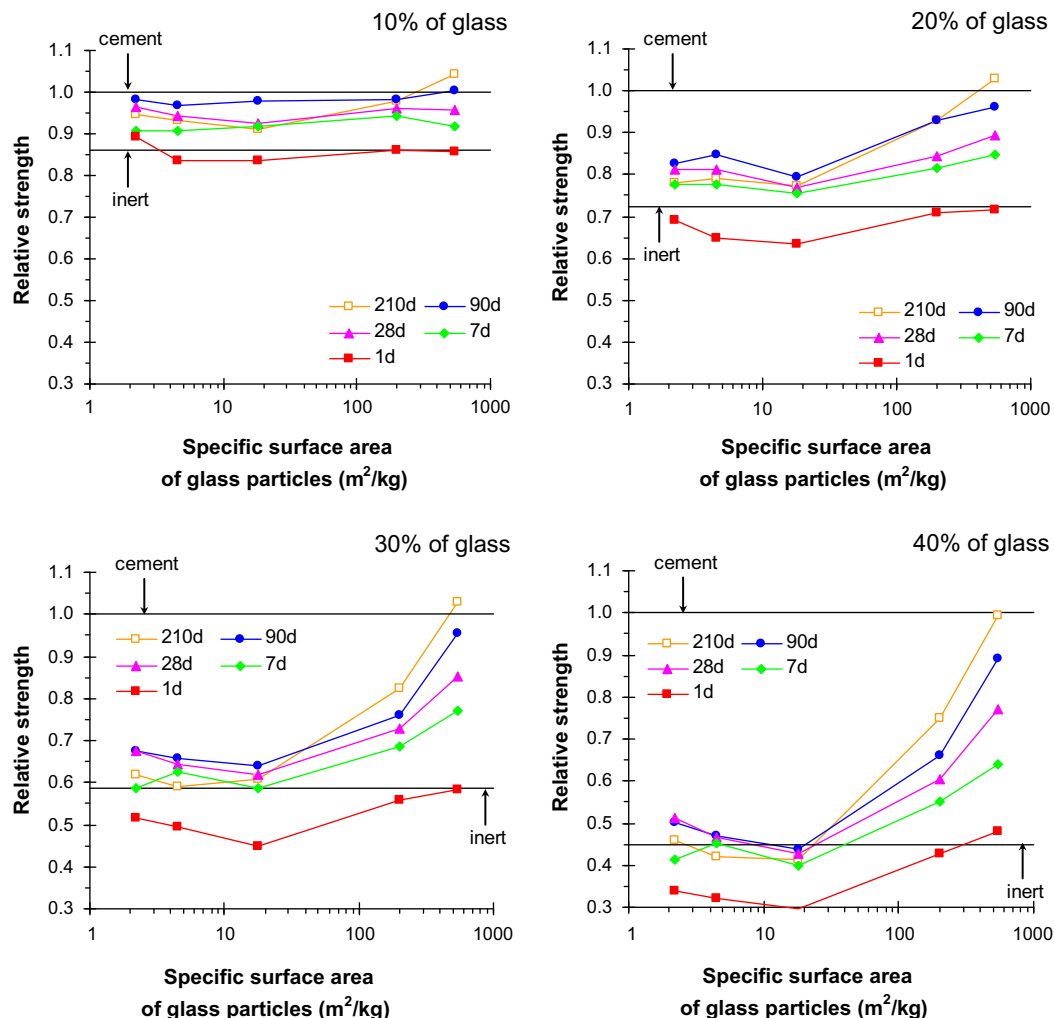 10% of glass
cement
1.1
1.0
0.9
0.8
0.7
0.6
0.5
0.4
0.3
inert
Relative strength
210d 90d
28d 7d
1d
1 10 100 1000
Specific surface area
of glass particles (m²/kg)
20% of glass
cement
1.1
1.0
0.9
0.8
0.7
0.6
0.5
0.4
0.3
inert
Relative strength
210d 90d
28d 7d
1d
1 10 100 1000
Specific surface area
of glass particles (m²/kg)
30% of glass
cement
1.1
1.0
0.9
0.8
0.7
0.6
0.5
0.4
0.3
Relative strength
210d 90d
28d 7d
1d
inert
1 10 100 1000
Specific surface area
of glass particles (m²/kg)
40% of glass
cement
1.1
1.0
0.9
0.8
0.7
0.6
0.5
0.4
0.3
Relative strength
210d 90d
28d 7d
1d
inert
1 10 100 1000
Specific surface area
of glass particles (m²/kg)